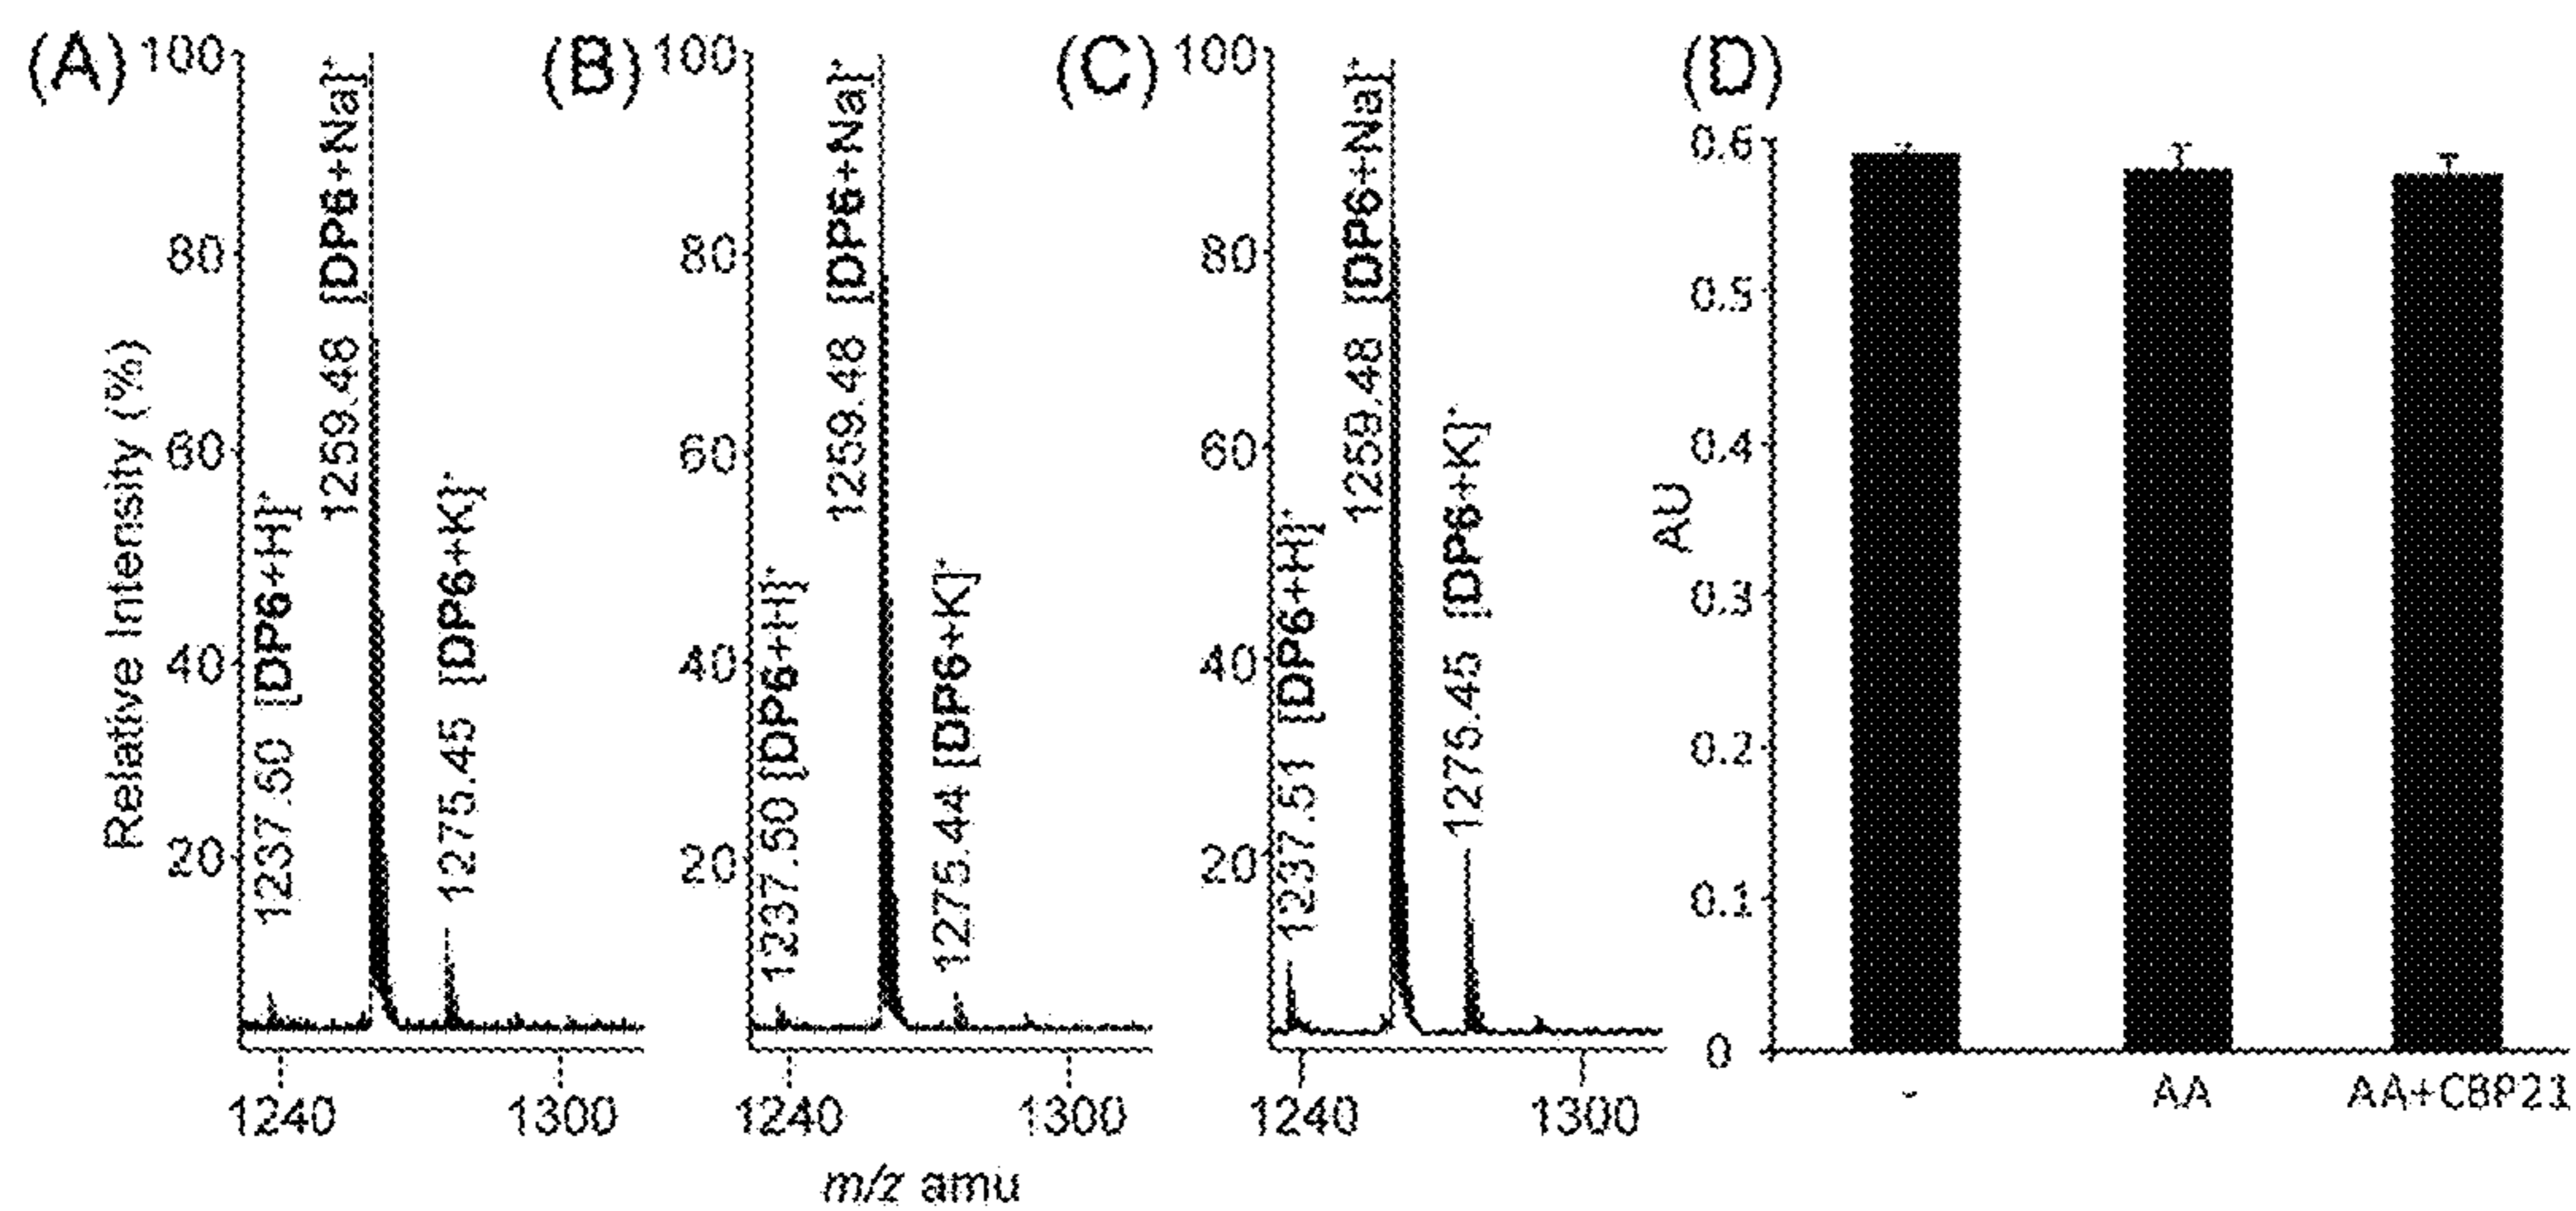 (A)
100
80
60
40
20
Relative Intensity (%)
1237.50 [DP6+H]+
1259.48 [DP6+Na]+
1275.45 [DP6+K]+
1240
1300
(B)
100
80
60
40
20
1237.50 [DP6+H]+
1259.48 [DP6+Na]+
1275.44 [DP6+K]+
1240
1300
(C)
100
80
60
40
20
1237.51 [DP6+H]+
1259.48 [DP6+Na]+
1275.45 [DP6+K]+
1240
1300
m/z amu
(D)
0.6
0.5
0.4
0.3
0.2
0.1
0
AU
-
AA
AA+CBP21